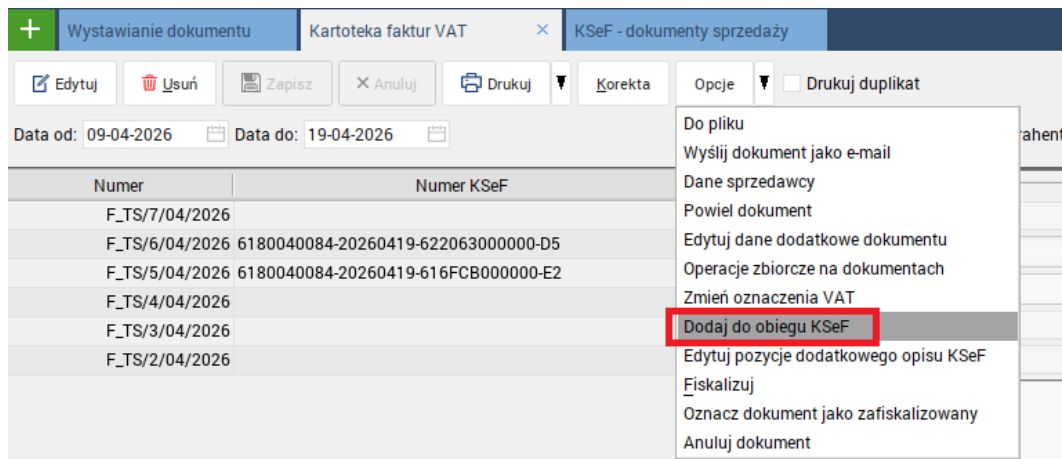 + Wystawianie dokumentu Kartoteka faktur VAT × KSeF - dokumenty sprzedaży
Edytuj Usuń Zapisz Anuluj Drukuj Korekta Opcje Drukuj duplikat
Data od: 09-04-2026 Data do: 19-04-2026 rahent
Numer Numer KSeF
F_TS/7/04/2026
F_TS/6/04/2026 6180040084-20260419-622063000000-D5
F_TS/5/04/2026 6180040084-20260419-616FCB000000-E2
F_TS/4/04/2026
F_TS/3/04/2026
F_TS/2/04/2026
Do pliku
Wyślij dokument jako e-mail
Dane sprzedawcy
Powiel dokument
Edytuj dane dodatkowe dokumentu
Operacje zbiorcze na dokumentach
Zmień oznaczenia VAT
Dodaj do obiegu KSeF
Edytuj pozycje dodatkowego opisu KSeF
Fiskalizuj
Oznacz dokument jako zafiskalizowany
Anuluj dokument